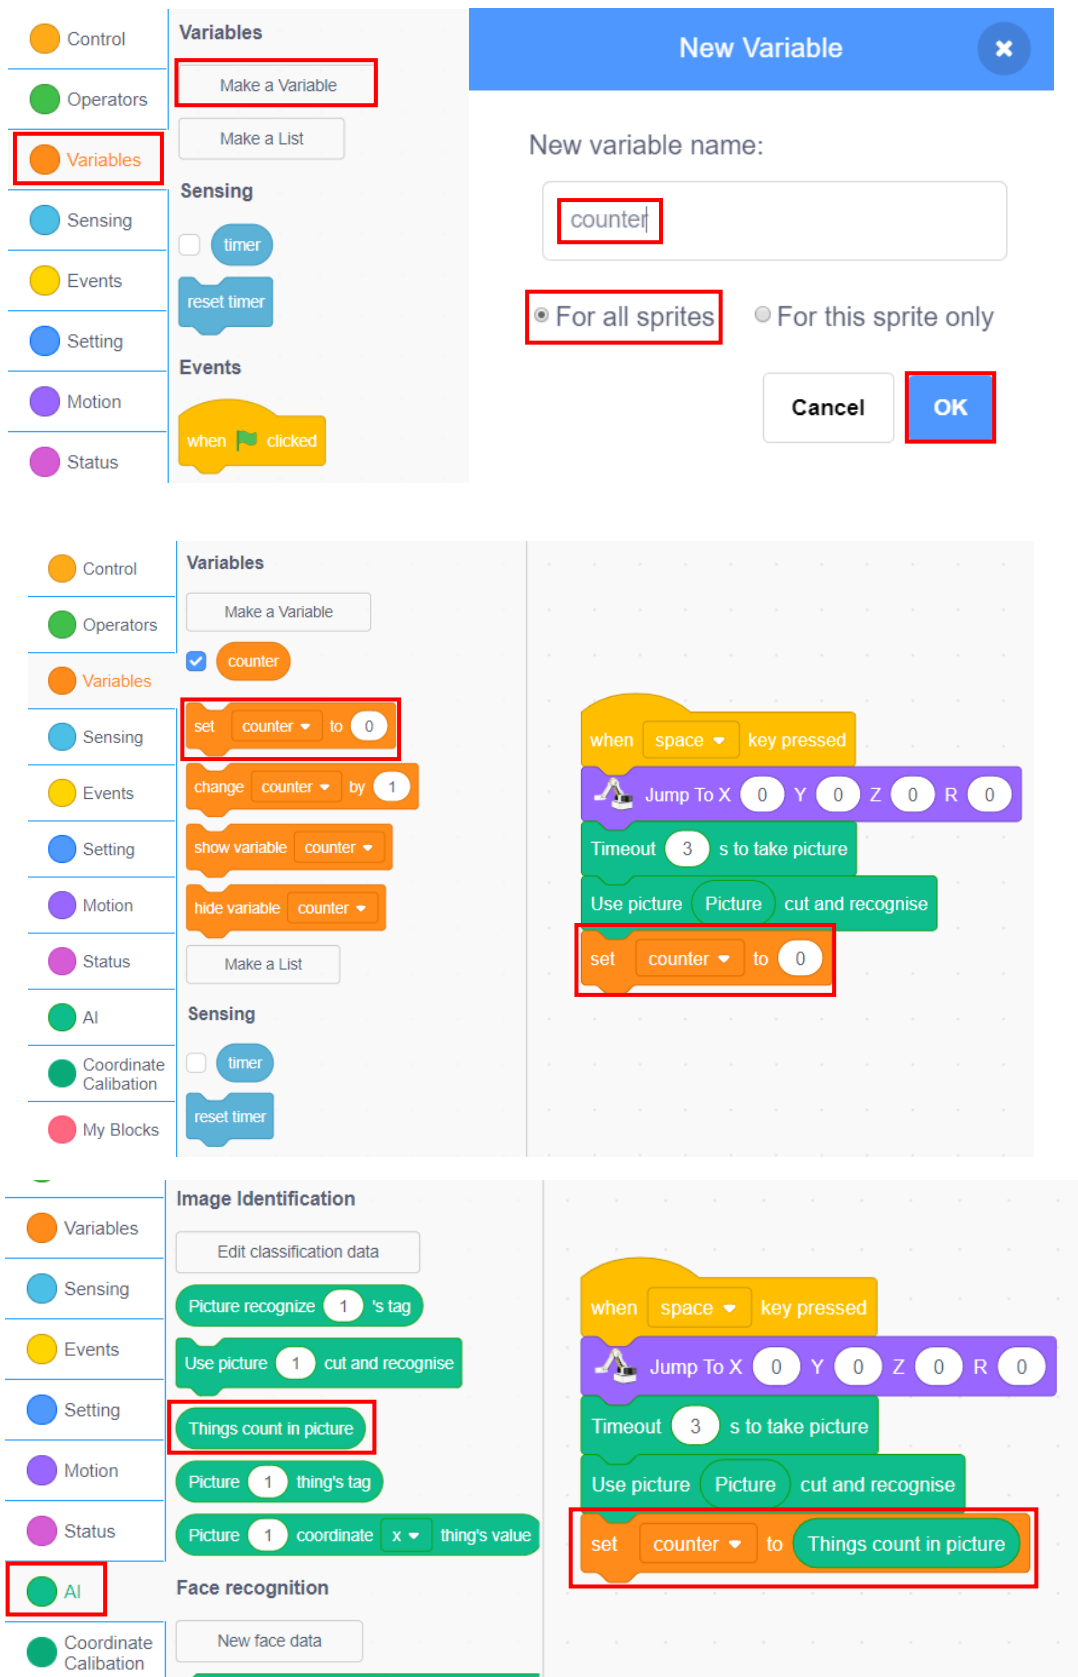 Control
Operators
Variables
Sensing
Events
Setting
Motion
Status
Variables
Make a Variable
Make a List
Sensing
timer
reset timer
Events
when clicked
New Variable
New variable name:
counter
For all sprites For this sprite only
Cancel OK
Control
Operators
Variables
Sensing
Events
Setting
Motion
Status
AI
Coordinate
Calibation
My Blocks
Variables
Make a Variable
counter
set counter to 0
change counter by 1
show variable counter
hide variable counter
Make a List
Sensing
timer
reset timer
when space key pressed
Jump To X 0 Y 0 Z 0 R 0
Timeout 3 s to take picture
Use picture Picture cut and recognise
set counter to 0
Variables
Sensing
Events
Setting
Motion
Status
AI
Coordinate
Calibation
Image Identification
Edit classification data
Picture recognize 1 's tag
Use picture 1 cut and recognise
Things count in picture
Picture 1 thing's tag
Picture 1 coordinate x thing's value
Face recognition
New face data
when space key pressed
Jump To X 0 Y 0 Z 0 R 0
Timeout 3 s to take picture
Use picture Picture cut and recognise
set counter to Things count in picture